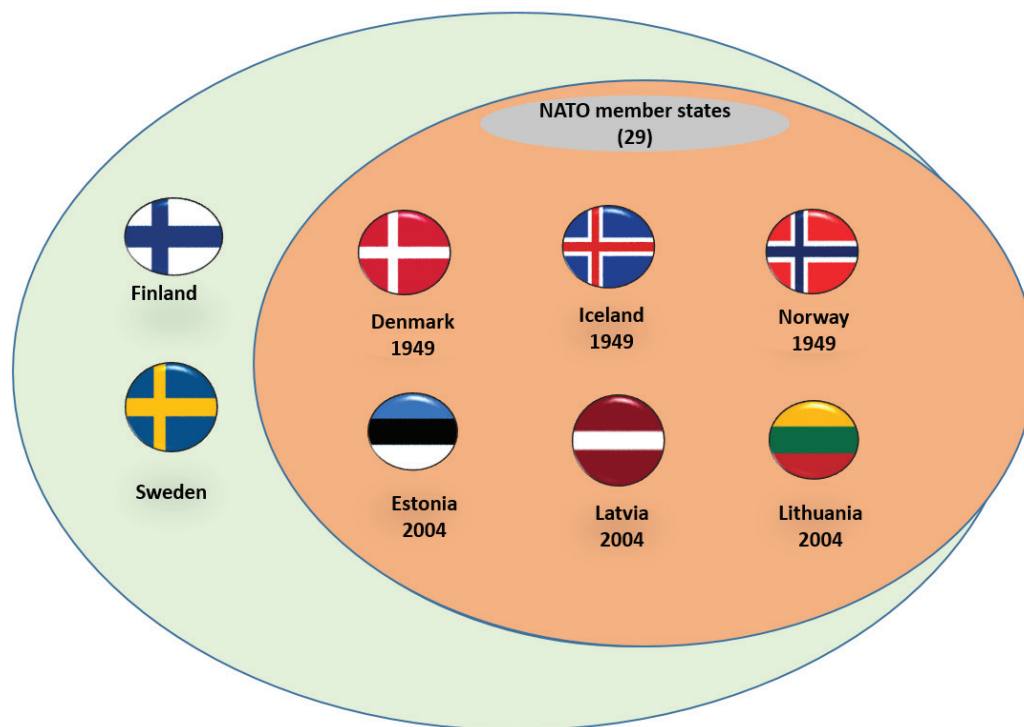 NATO member states
(29)
Finland
Denmark
1949
Iceland
1949
Norway
1949
Sweden
Estonia
2004
Latvia
2004
Lithuania
2004